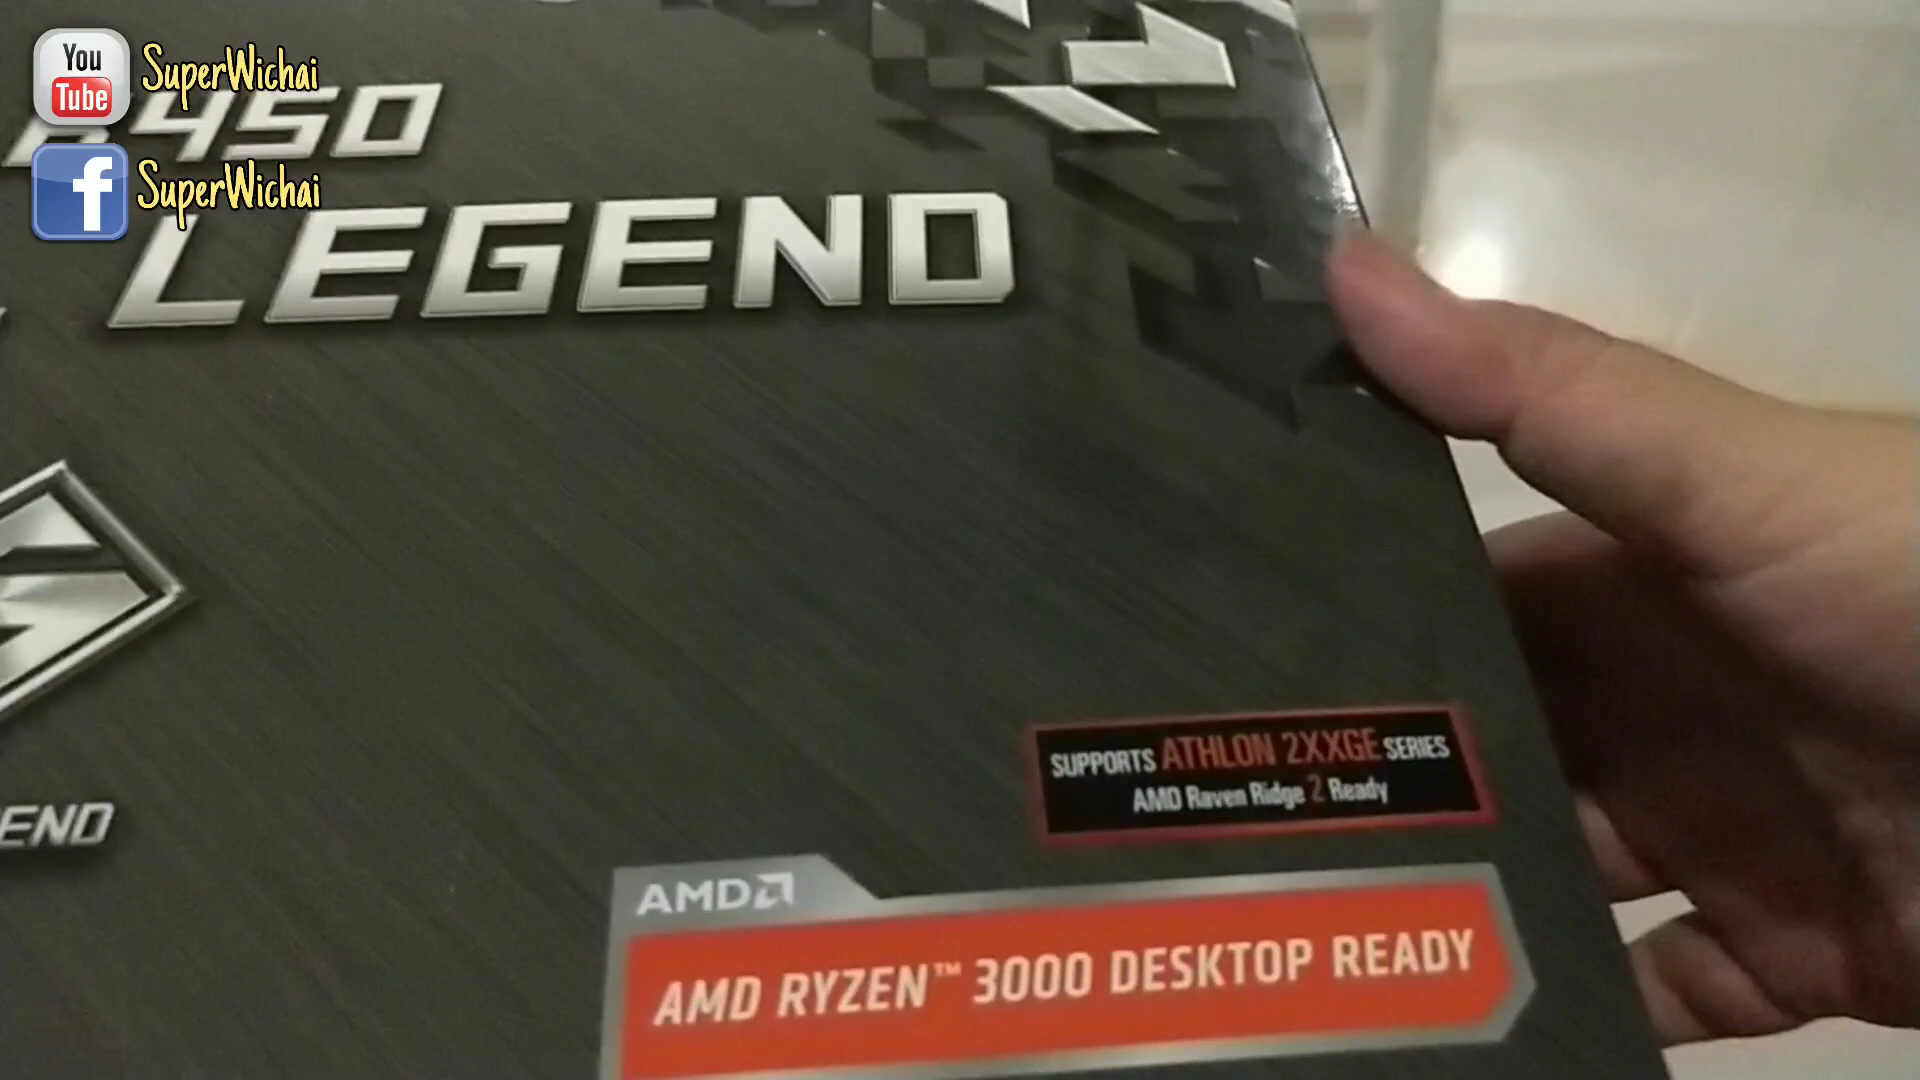 You
Tube
SuperWichai
B450
SuperWichai
LEGEND
END
SUPPORTS ATHLON 2XXGE SERIES
AMD Raven Ridge 2 Ready
AMD
AMD RYZEN™ 3000 DESKTOP READY